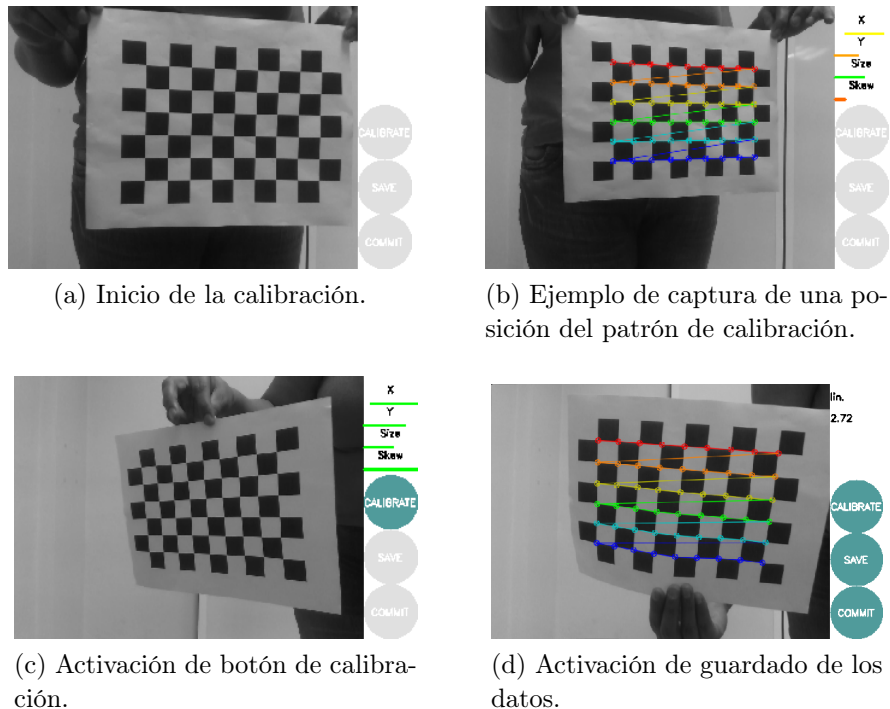 CALIBRATE
SAVE
COMMIT
(a) Inicio de la calibración.
X
Y
Size
Skew
CALIBRATE
SAVE
COMMIT
(b) Ejemplo de captura de una po-
sición del patrón de calibración.
X
Y
Size
Skew
CALIBRATE
SAVE
COMMIT
(c) Activación de botón de calibra-
ción.
lin.
2.72
CALIBRATE
SAVE
COMMIT
(d) Activación de guardado de los
datos.